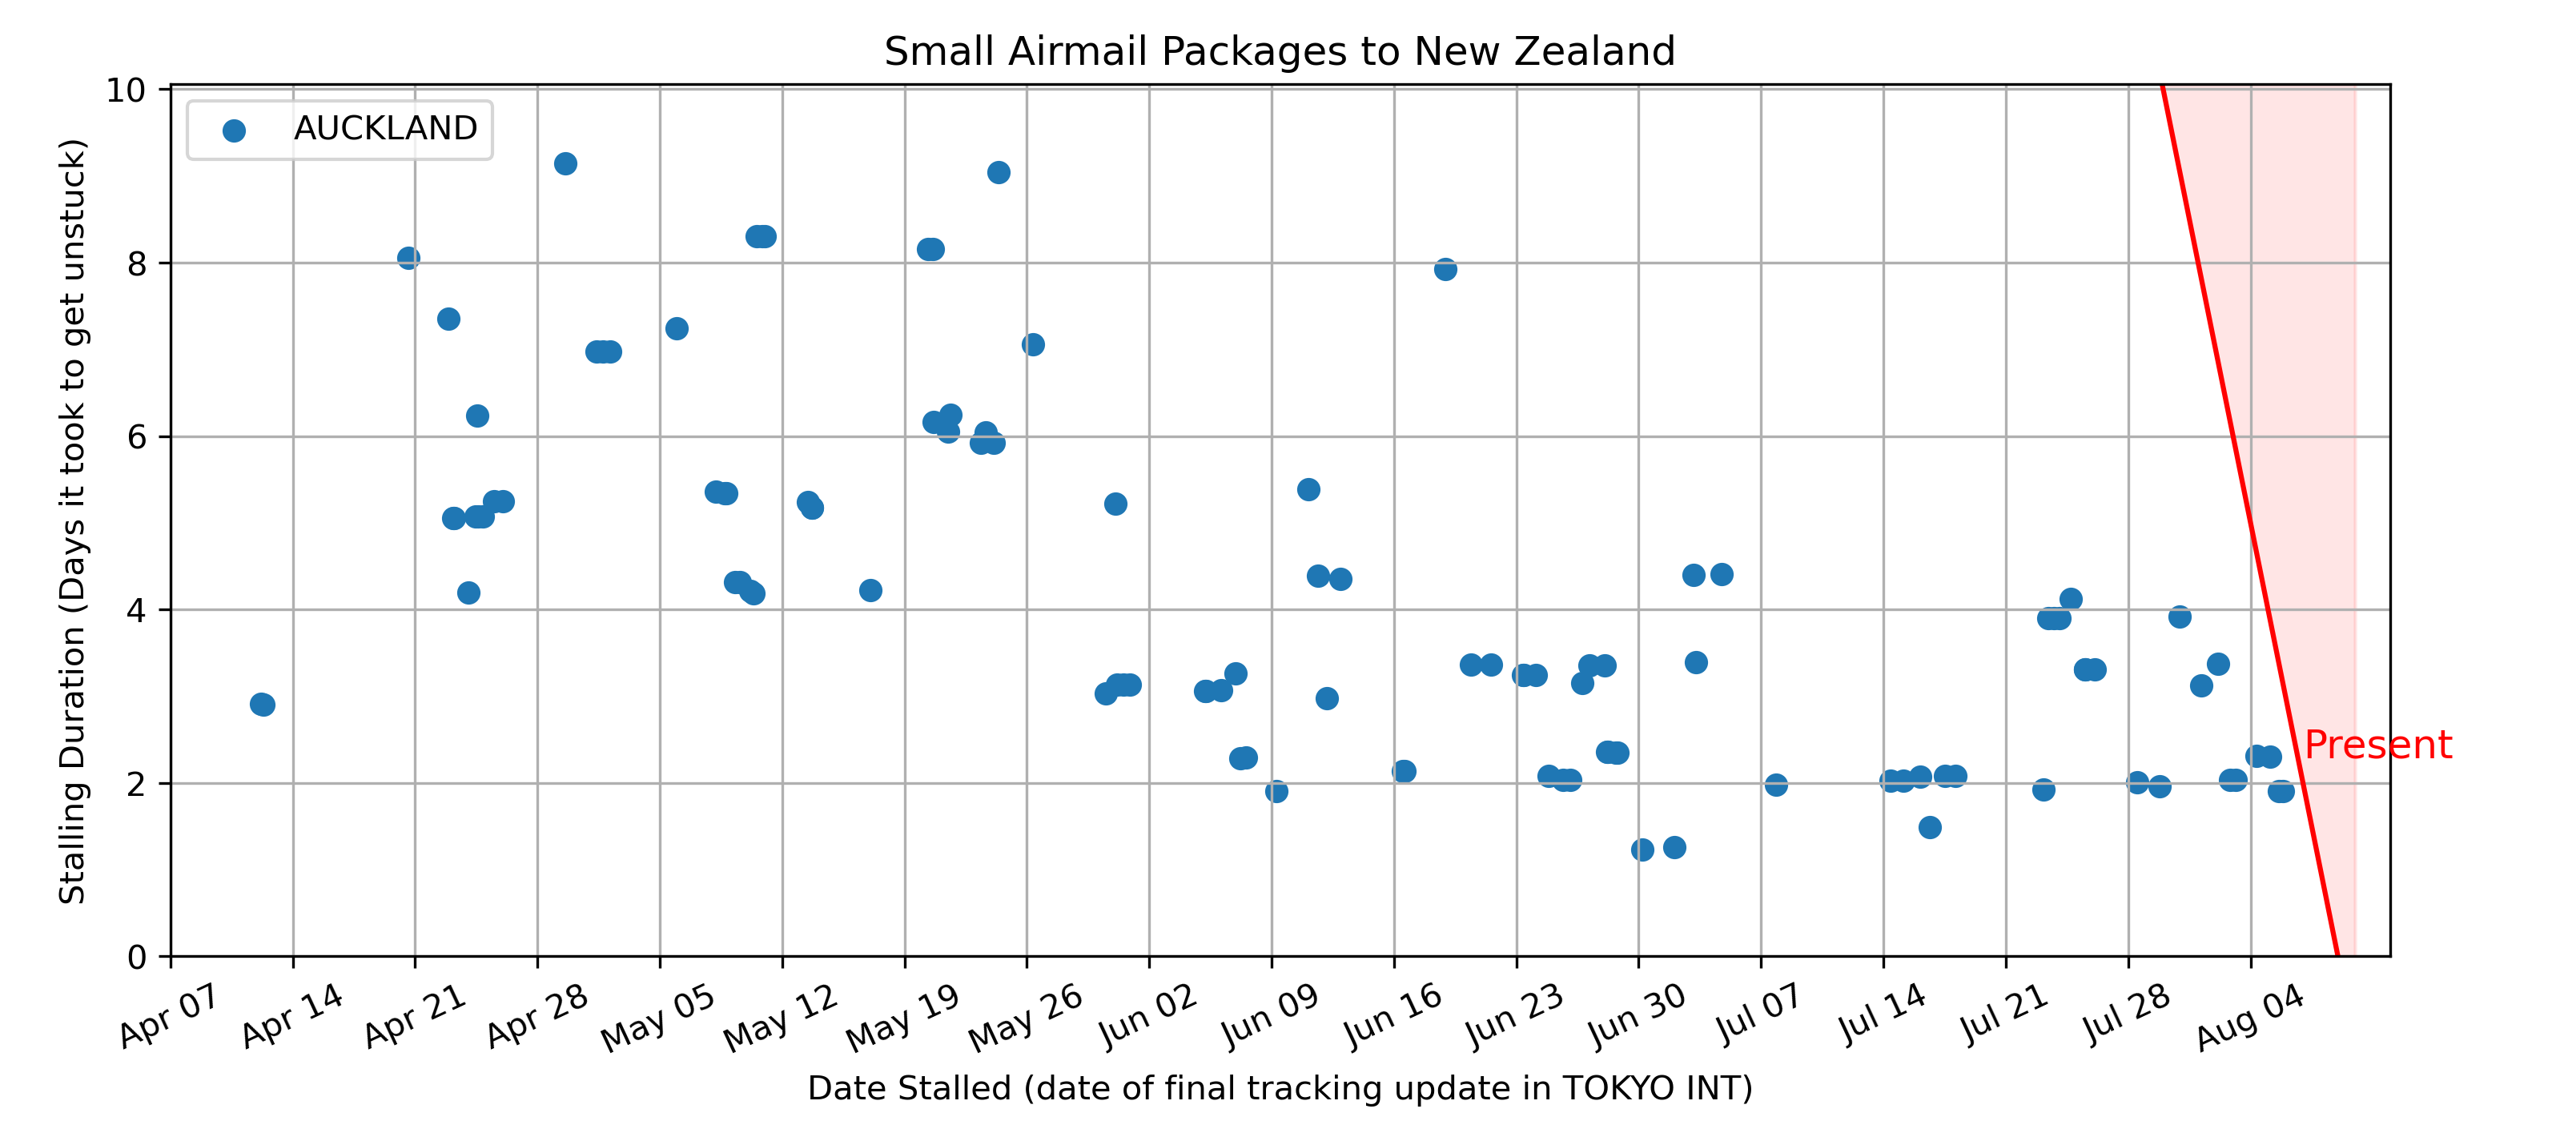 Small Airmail Packages to New Zealand
AUCKLAND
Stalling Duration (Days it took to get unstuck)
10
8
6
4
2
0
Present
Apr 07
Apr 14
Apr 21
Apr 28
May 05
May 12
May 19
May 26
Jun 02
Jun 09
Jun 16
Jun 23
Jun 30
Jul 07
Jul 14
Jul 21
Jul 28
Aug 04
Date Stalled (date of final tracking update in TOKYO INT)